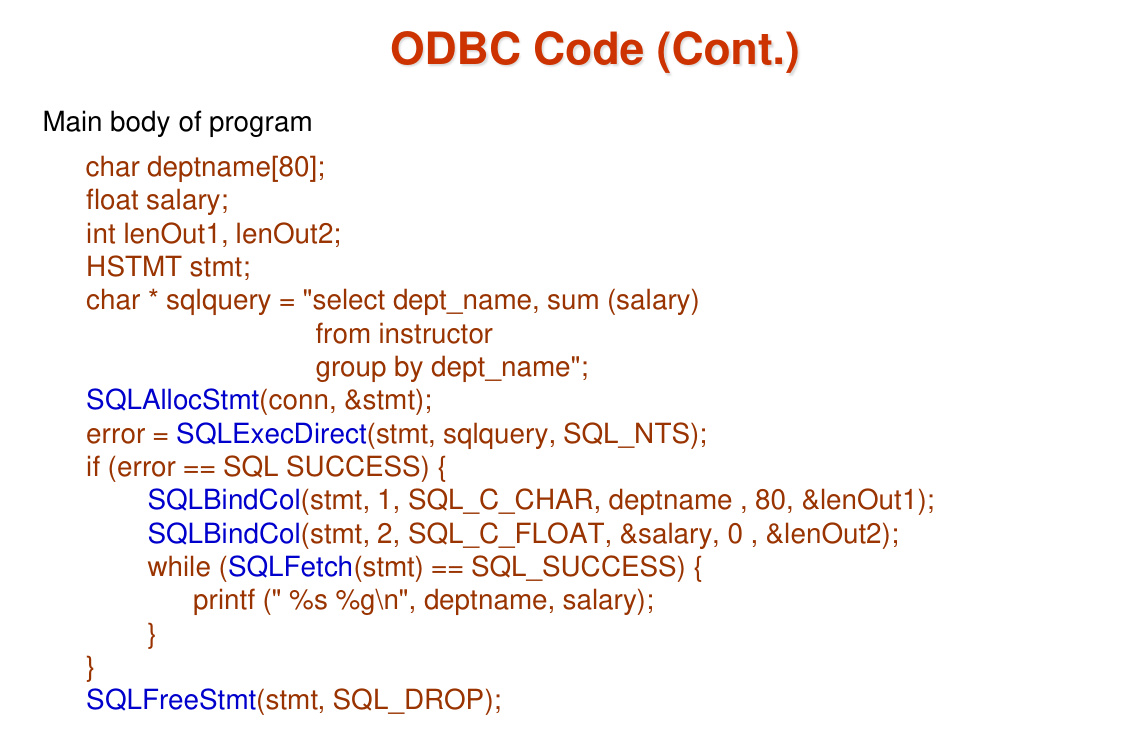 ODBC Code (Cont.)
Main body of program
char deptname[80];
float salary;
int lenOut1, lenOut2;
HSTMT stmt;
char * sqlquery = "select dept_name, sum (salary)
from instructor
group by dept_name";
SQLAllocStmt(conn, &stmt);
error = SQLExecDirect(stmt, sqlquery, SQL_NTS);
if (error == SQL SUCCESS) {
SQLBindCol(stmt, 1, SQL_C_CHAR, deptname , 80, &lenOut1);
SQLBindCol(stmt, 2, SQL_C_FLOAT, &salary, 0 , &lenOut2);
while (SQLFetch(stmt) == SQL_SUCCESS) {
printf (" %s %g\n", deptname, salary);
}
}
SQLFreeStmt(stmt, SQL_DROP);